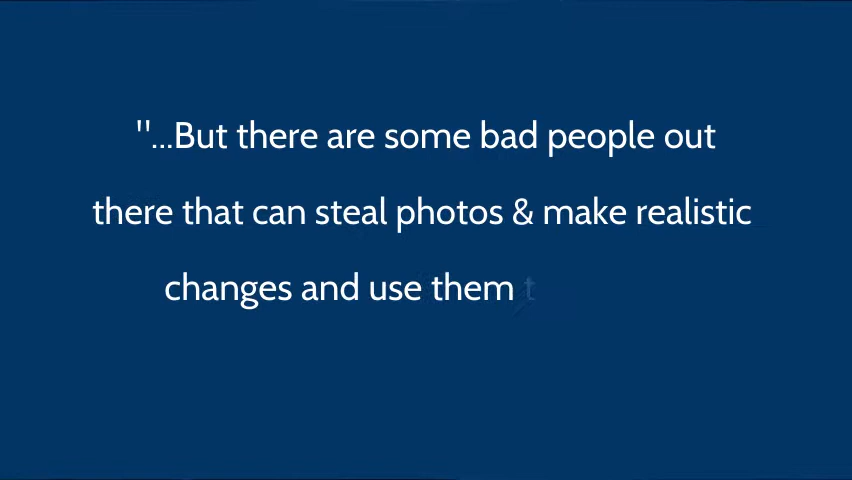 "...But there are some bad people out
there that can steal photos & make realistic
changes and use them